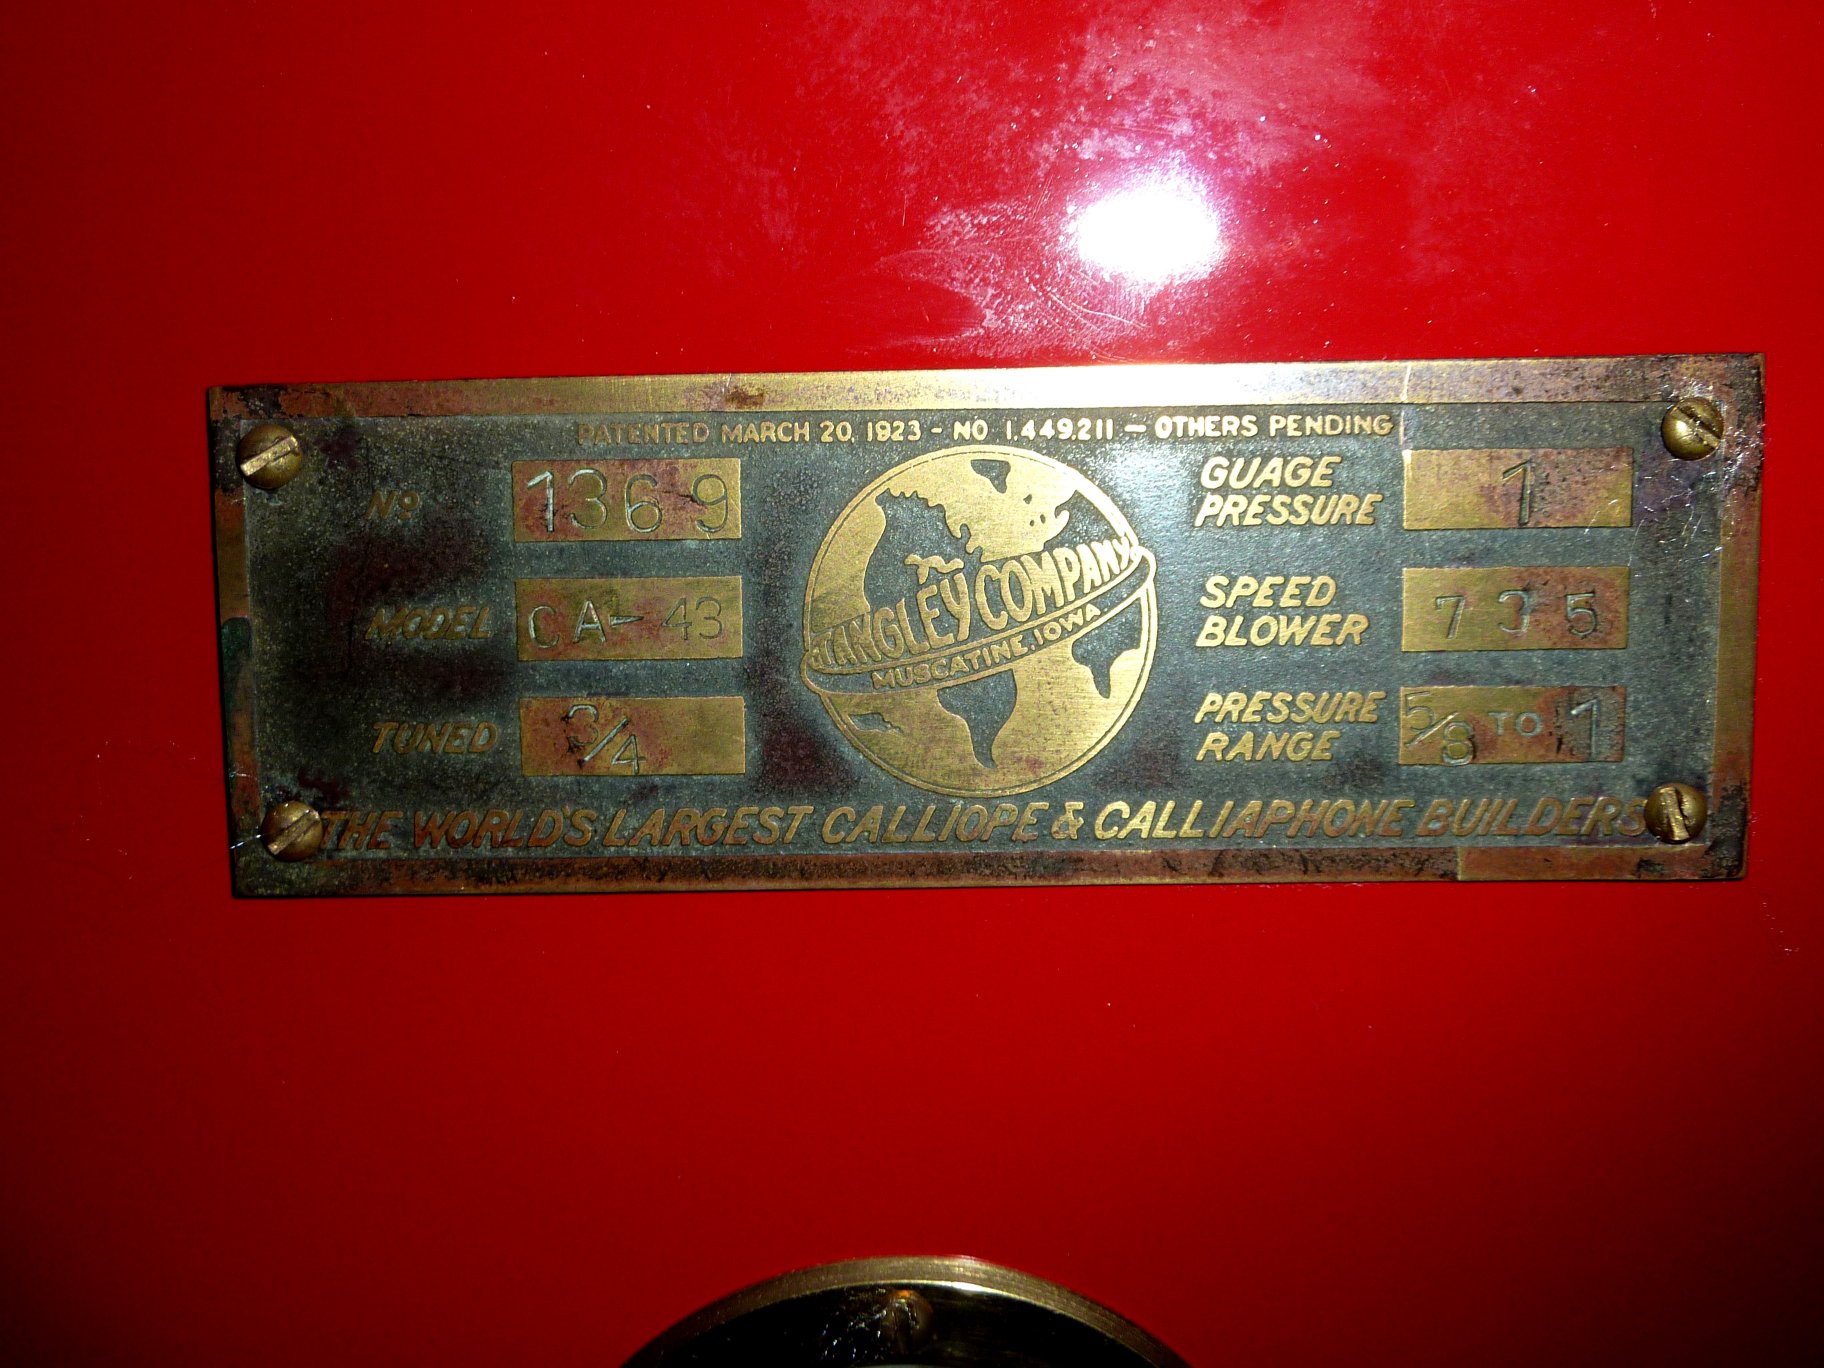 PATENTED MARCH 20, 1923 - NO 1,449,211 - OTHERS PENDING
No 1369
MODEL CA-43
TUNED 3/4
TANGLEY COMPANY
MUSCATINE, IOWA
GUAGE PRESSURE 1
SPEED BLOWER 735
PRESSURE RANGE 5/8 TO 1
THE WORLD'S LARGEST CALLIOPE & CALLIAPHONE BUILDERS